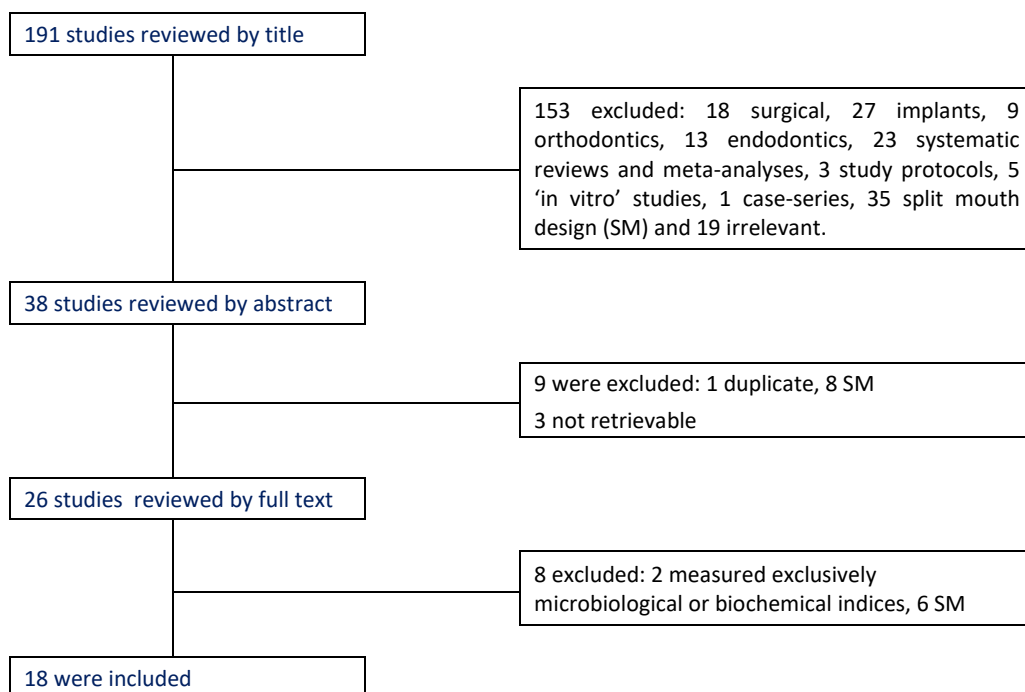 191 studies reviewed by title
153 excluded: 18 surgical, 27 implants, 9
orthodontics, 13 endodontics, 23 systematic
reviews and meta-analyses, 3 study protocols, 5
‘in vitro’ studies, 1 case-series, 35 split mouth
design (SM) and 19 irrelevant.
38 studies reviewed by abstract
9 were excluded: 1 duplicate, 8 SM
3 not retrievable
26 studies  reviewed by full text
8 excluded: 2 measured exclusively
microbiological or biochemical indices, 6 SM
18 were included